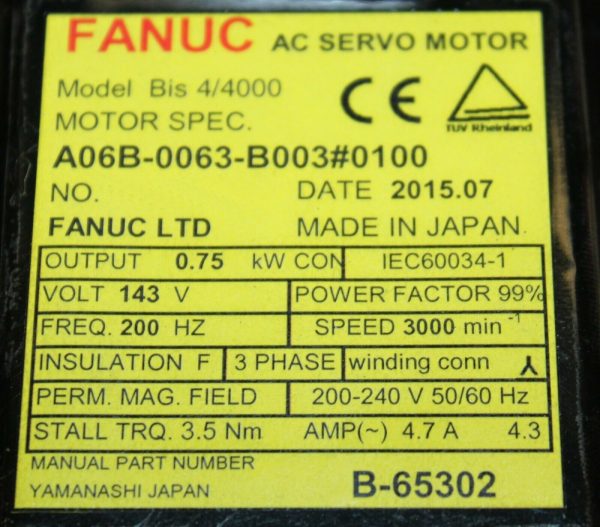 FANUC AC SERVO MOTOR
Model Bis 4/4000
CE
TUV Rheinland
MOTOR SPEC.
A06B-0063-B003#0100
NO. DATE 2015.07
FANUC LTD MADE IN JAPAN.
OUTPUT 0.75 kW CON IEC60034-1
VOLT 143 V POWER FACTOR 99%
FREQ. 200 HZ SPEED 3000 min⁻¹
INSULATION F 3 PHASE winding conn
PERM. MAG. FIELD 200-240 V 50/60 Hz
STALL TRQ. 3.5 Nm AMP(~) 4.7 A 4.3
MANUAL PART NUMBER
YAMANASHI JAPAN B-65302